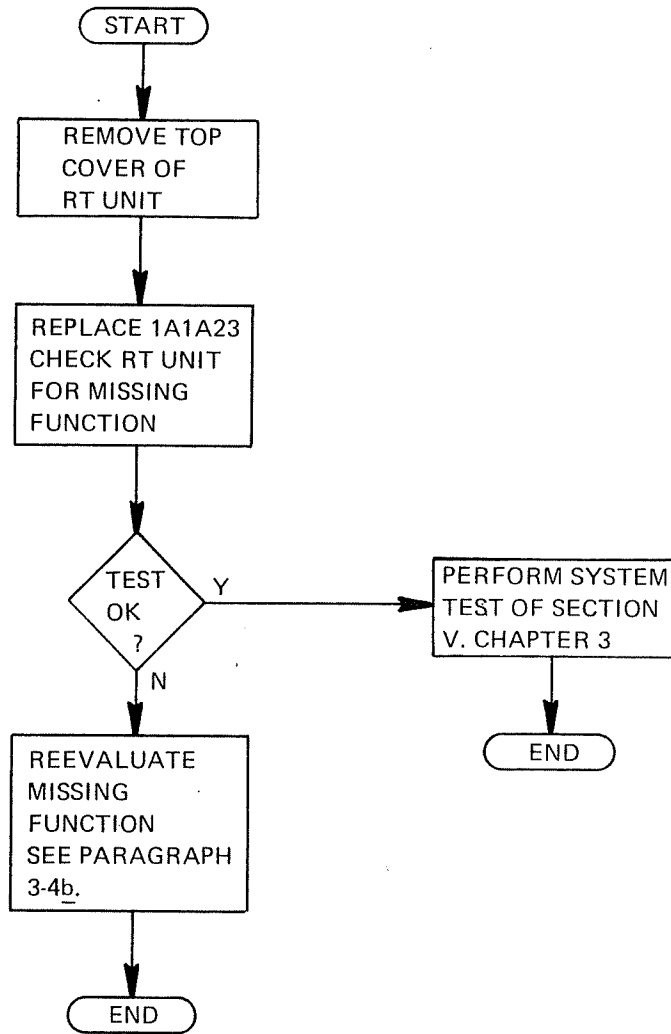 START
REMOVE TOP
COVER OF
RT UNIT
REPLACE 1A1A23
CHECK RT UNIT
FOR MISSING
FUNCTION
TEST
OK
?
Y
N
PERFORM SYSTEM
TEST OF SECTION
V. CHAPTER 3
END
REEVALUATE
MISSING
FUNCTION
SEE PARAGRAPH
3-4b.
END